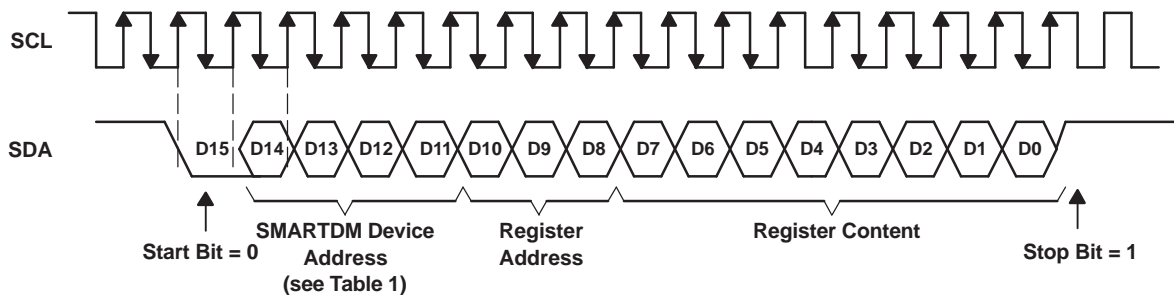 SCL
SDA
D15 D14 D13 D12 D11 D10 D9 D8 D7 D6 D5 D4 D3 D2 D1 D0
Start Bit = 0
SMARTDM Device
Address
(see Table 1)
Register
Address
Register Content
Stop Bit = 1